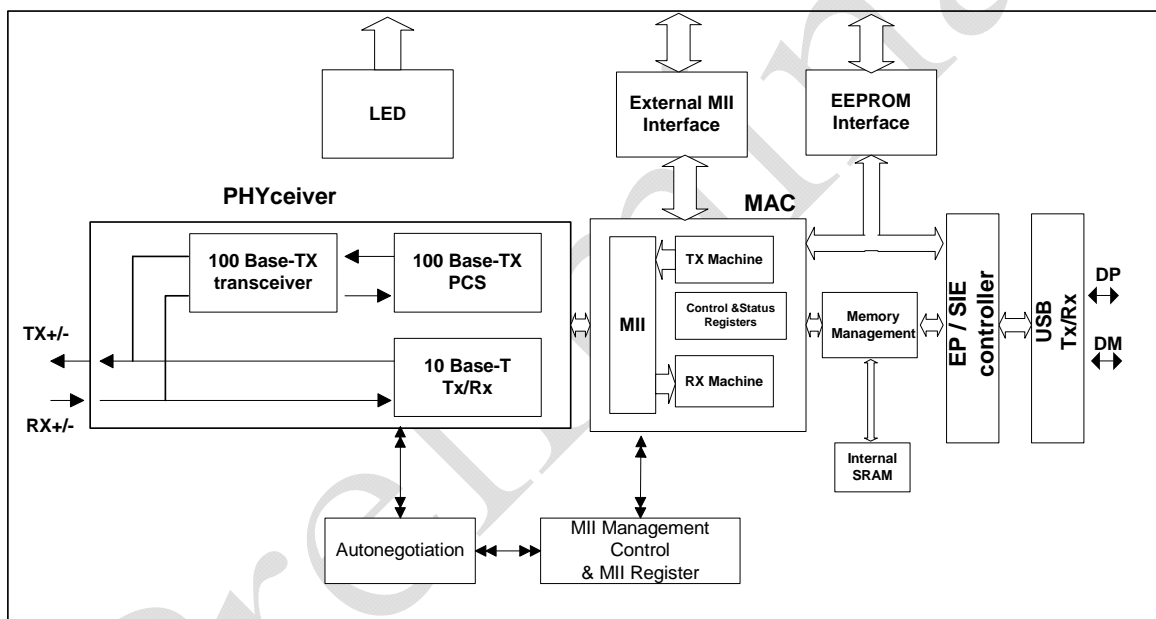 LED
External MII
Interface
EEPROM
Interface
PHYceiver
MAC
100 Base-TX
transceiver
100 Base-TX
PCS
10 Base-T
Tx/Rx
TX+/-
RX+/-
MII
TX Machine
Control &Status
Registers
RX Machine
Memory
Management
Internal
SRAM
EP / SIE
controller
USB
Tx/Rx
DP
DM
Autonegotiation
MII Management
Control
& MII Register